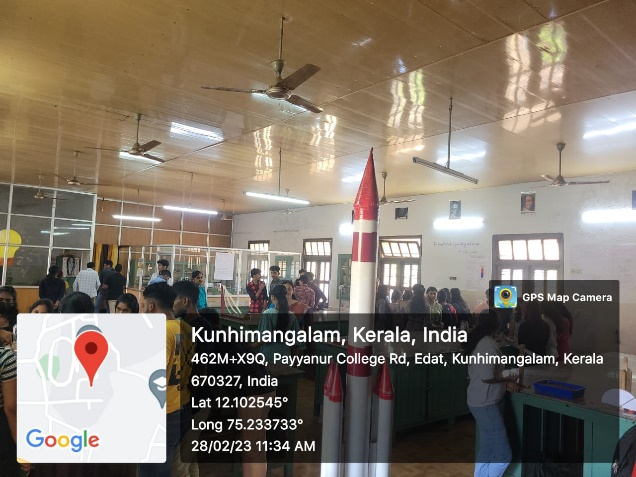 GPS Map Camera
Kunhimangalam, Kerala, India
462M+X9Q, Payyanur College Rd, Edat, Kunhimangalam, Kerala
670327, India
Lat 12.102545°
Long 75.233733°
28/02/23 11:34 AM
Google